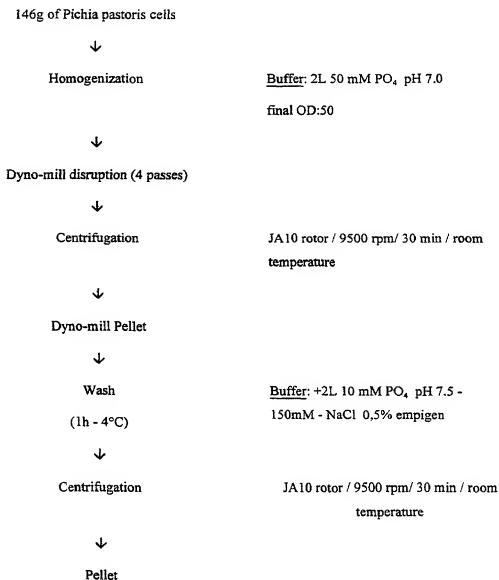 146g of Pichia pastoris cells
↓
Homogenization Buffer: 2L 50 mM PO₄ pH 7.0
final OD:50
↓
Dyno-mill disruption (4 passes)
↓
Centrifugation JA10 rotor / 9500 rpm/ 30 min / room
temperature
↓
Dyno-mill Pellet
↓
Wash Buffer: +2L 10 mM PO₄ pH 7.5 -
(1h - 4°C) 150mM - NaCl 0,5% empigen
↓
Centrifugation JA10 rotor / 9500 rpm/ 30 min / room
temperature
↓
Pellet